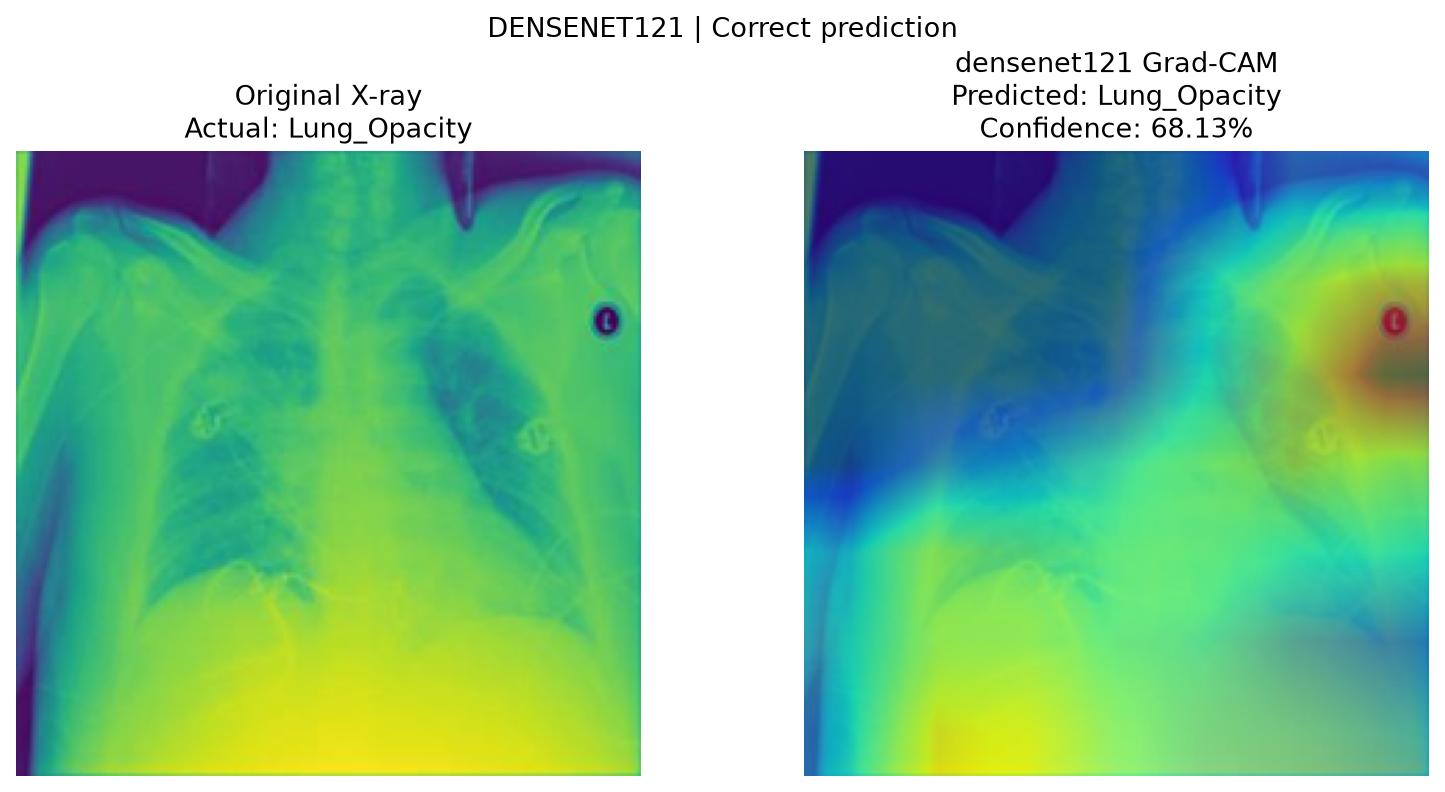 DENSENET121 | Correct prediction
Original X-ray
Actual: Lung_Opacity
densenet121 Grad-CAM
Predicted: Lung_Opacity
Confidence: 68.13%